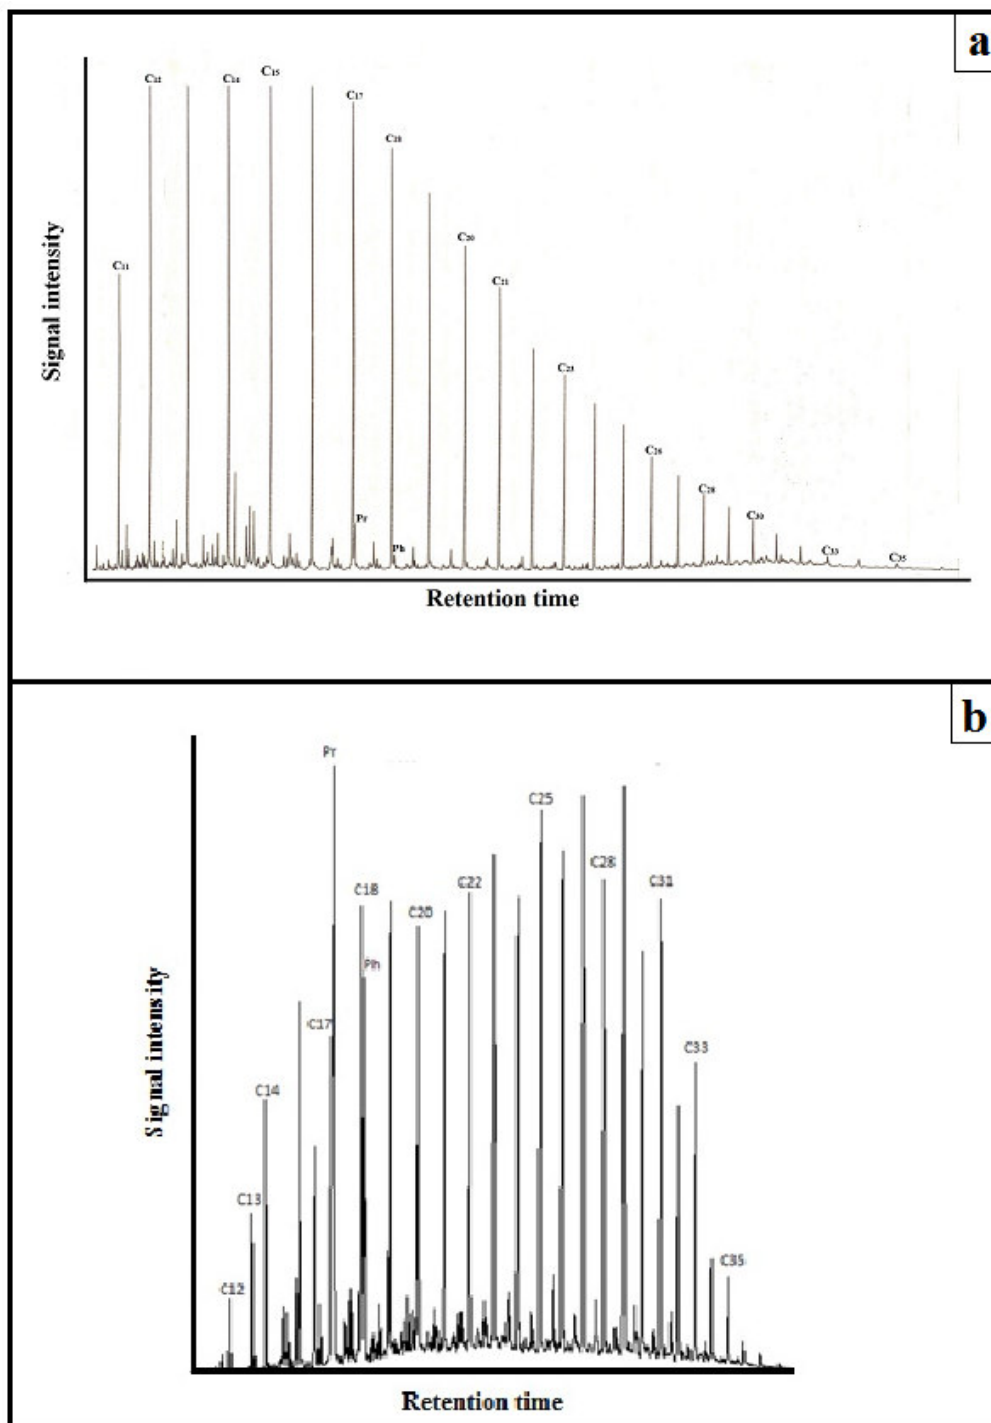 a
C₁₂
C₁₄
C₁₅
C₁₇
C₁₈
C₂₀
C₁₁
C₂₁
C₂₃
C₂₆
C₂₈
C₃₀
Pr
Ph
C₃₃
C₃₅
Signal intensity
Retention time
b
Pr
C25
C18
C22
C28
C31
C20
Ph
C17
C33
C14
C13
C12
C35
Signal intensity
Retention time